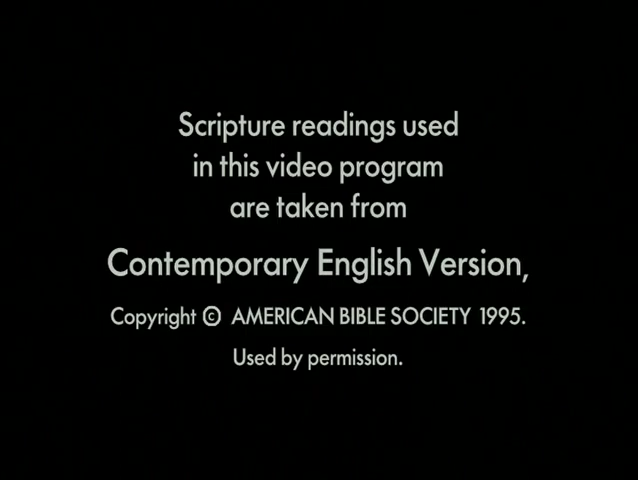 Scripture readings used
in this video program
are taken from
Contemporary English Version,
Copyright © AMERICAN BIBLE SOCIETY 1995.
Used by permission.